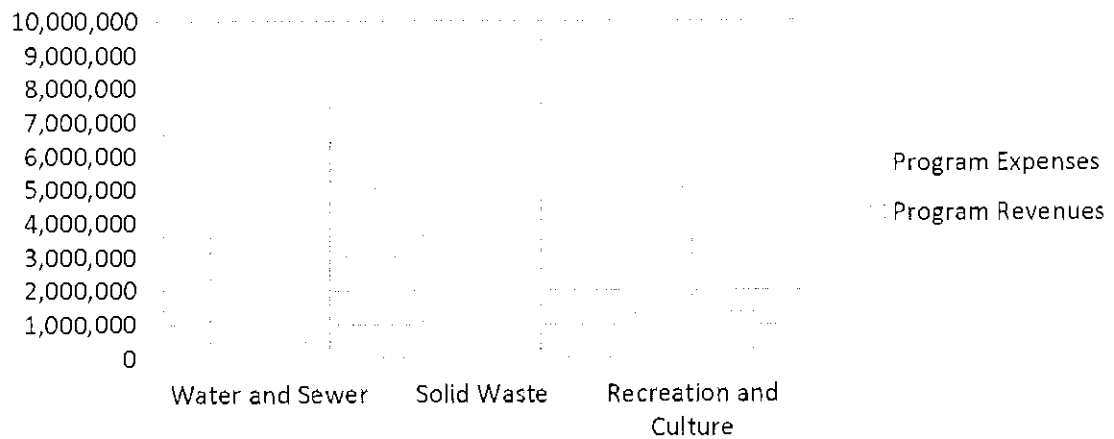 10,000,000
9,000,000
8,000,000
7,000,000
6,000,000
5,000,000
4,000,000
3,000,000
2,000,000
1,000,000
0
Water and Sewer
Solid Waste
Recreation and
Culture
Program Expenses
Program Revenues